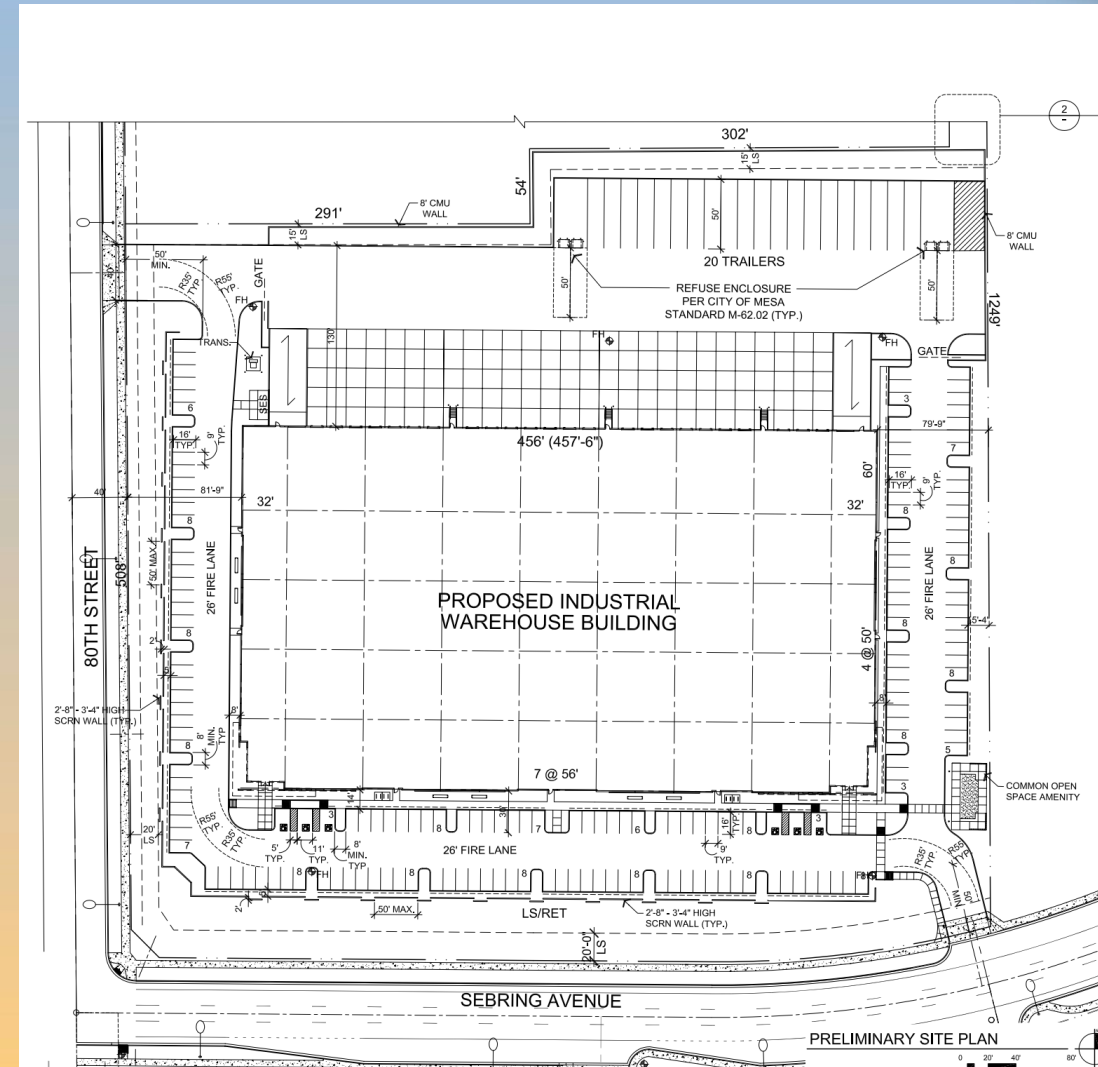 2
-
302'
15'
LS
54'
8' CMU
WALL
291'
15'
LS
50'
8' CMU
WALL
20 TRAILERS
REFUSE ENCLOSURE
PER CITY OF MESA
STANDARD M-62.02 (TYP.)
50'
50'
50'
MIN.
40'
R35'
TYP.
R55'
TYP.
GATE
FH
130'
FH
FH
GATE
1249'
TRANS.
SES
3
79'-9"
6
16'
TYP.
9'
TYP.
456' (457'-6")
60'
7
16'
TYP.
9'
TYP.
40'
81'-9"
32'
32'
8
8
80TH STREET
508'
50' MAX.
26' FIRE LANE
26' FIRE LANE
8
PROPOSED INDUSTRIAL
WAREHOUSE BUILDING
4 @ 50'
5'-4"
8
8
2'
5'
8
2'-8" - 3'-4" HIGH
SCRN WALL (TYP.)
8'
8'
8'
MIN.
TYP
8
8
5
7 @ 56'
3
COMMON OPEN
SPACE AMENITY
14'
36'
20'
LS
R55'
TYP.
R35'
TYP.
7
3
8
7
6
16'
TYP.
8
3
5'
TYP.
11'
TYP.
8'
MIN.
TYP
26' FIRE LANE
9'
TYP.
R35'
TYP.
R55'
TYP.
50'
MIN
8
8
FH
8
8
8
8
8
8
8
8
2'
50' MAX.
LS/RET
2'-8" - 3'-4" HIGH
SCRN WALL (TYP.)
20'-0"
LS
SEBRING AVENUE
PRELIMINARY SITE PLAN
0 20' 40' 80'